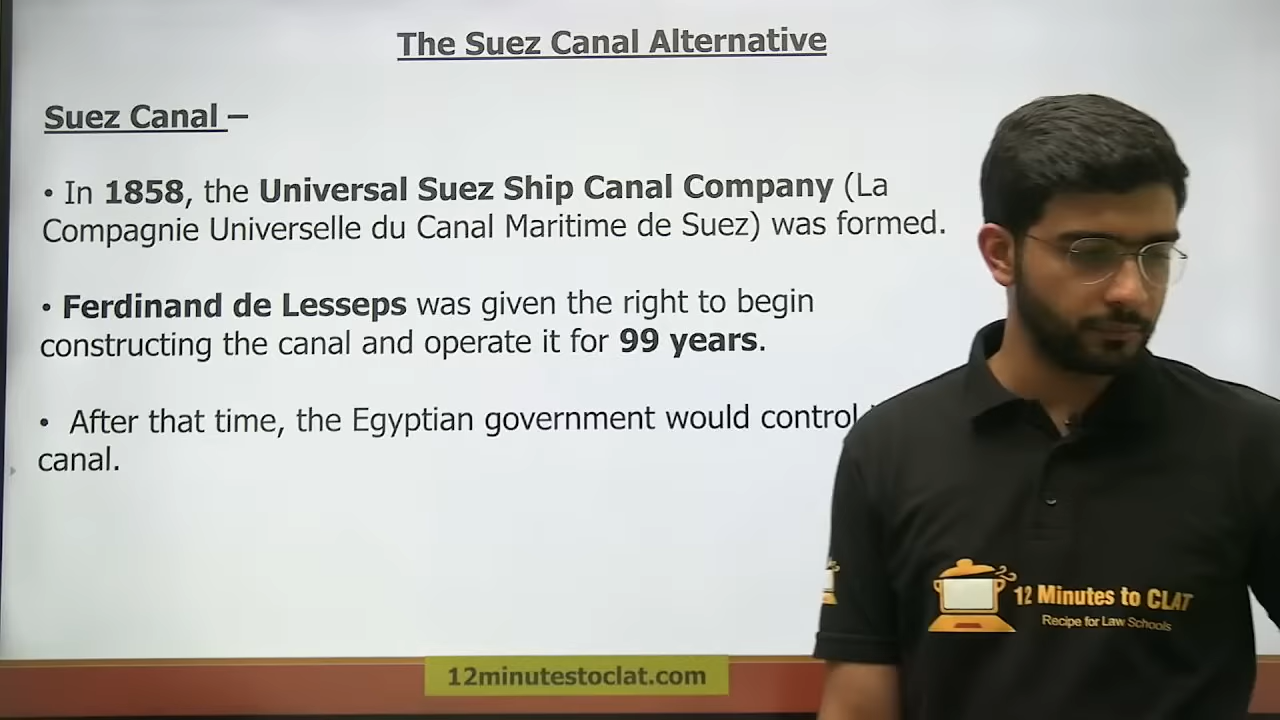 The Suez Canal Alternative
Suez Canal –
• In 1858, the Universal Suez Ship Canal Company (La
Compagnie Universelle du Canal Maritime de Suez) was formed.
• Ferdinand de Lesseps was given the right to begin
constructing the canal and operate it for 99 years.
• After that time, the Egyptian government would control
canal.
12 Minutes to CLAT
Recipe for Law Schools
12minutestoclat.com